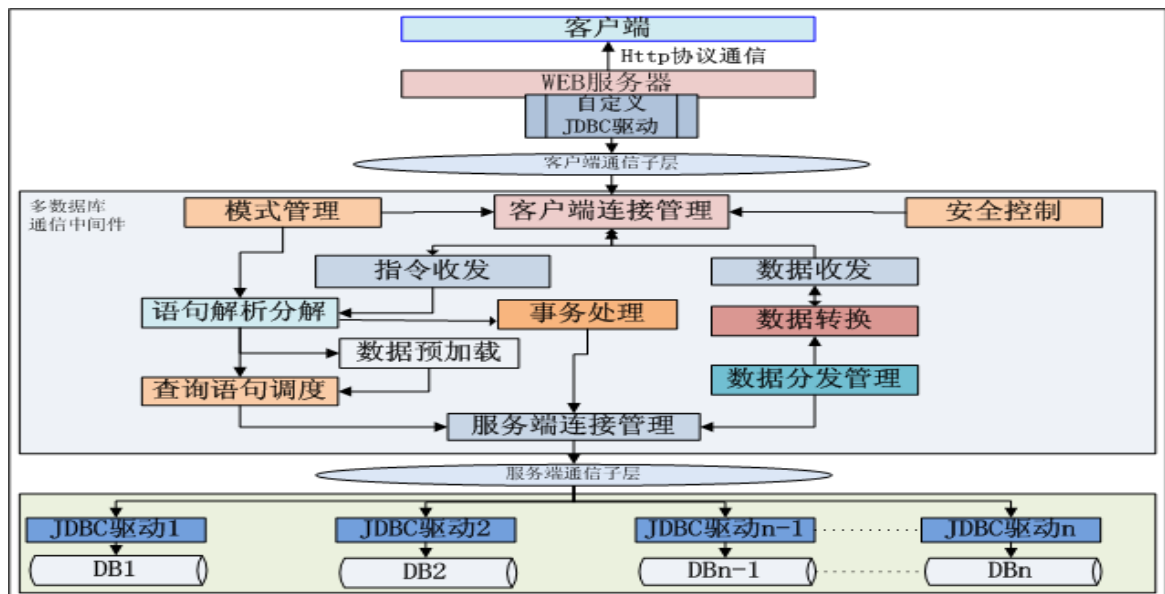 客户端
Http协议通信
WEB服务器
自定义
JDBC驱动
客户端通信子层
多数据库
通信中间件
模式管理
客户端连接管理
安全控制
指令收发
数据收发
语句解析分解
事务处理
数据转换
数据预加载
查询语句调度
数据分发管理
服务端连接管理
服务端通信子层
JDBC驱动1
JDBC驱动2
JDBC驱动n-1
JDBC驱动n
DB1
DB2
DBn-1
DBn